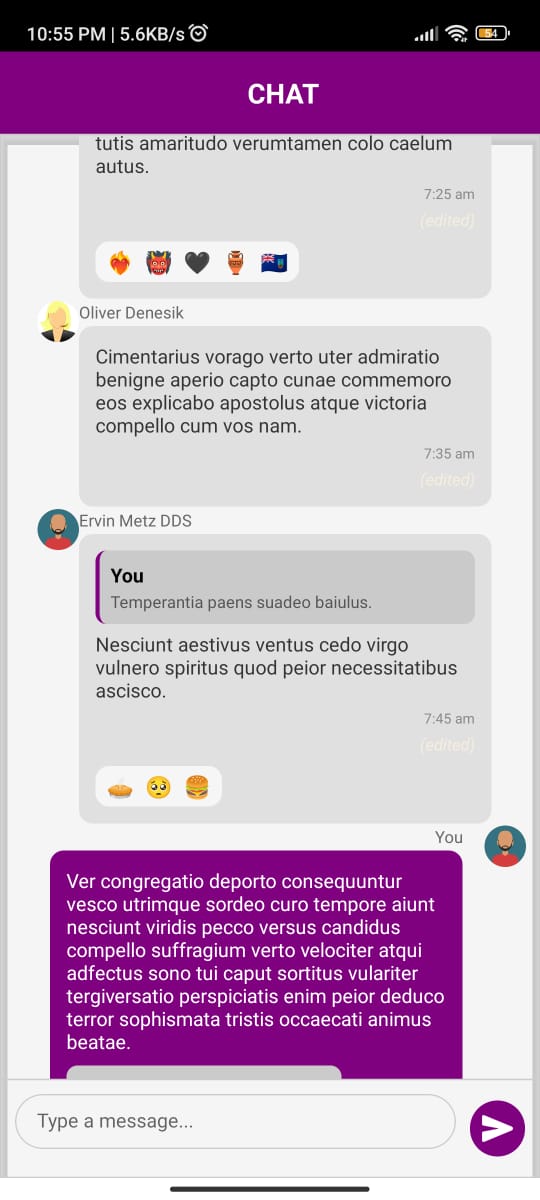 10:55 PM | 5.6KB/s
54
CHAT
tutis amaritudo verumtamen colo caelum
autus.
7:25 am
(edited)
Oliver Denesik
Cimentarius vorago verto uter admiratio
benigne aperio capto cunae commemoro
eos explicabo apostolus atque victoria
compello cum vos nam.
7:35 am
(edited)
Ervin Metz DDS
You
Temperantia paens suadeo baiulus.
Nesciunt aestivus ventus cedo virgo
vulnero spiritus quod peior necessitatibus
ascisco.
7:45 am
(edited)
You
Ver congregatio deporto consequuntur
vesco utrimque sordeo curo tempore aiunt
nesciunt viridis pecco versus candidus
compello suffragium verto velociter atqui
adfectus sono tui caput sortitus vulariter
tergiversatio perspiciatis enim peior deduco
terror sophismata tristis occaecati animus
beatae.
Type a message...